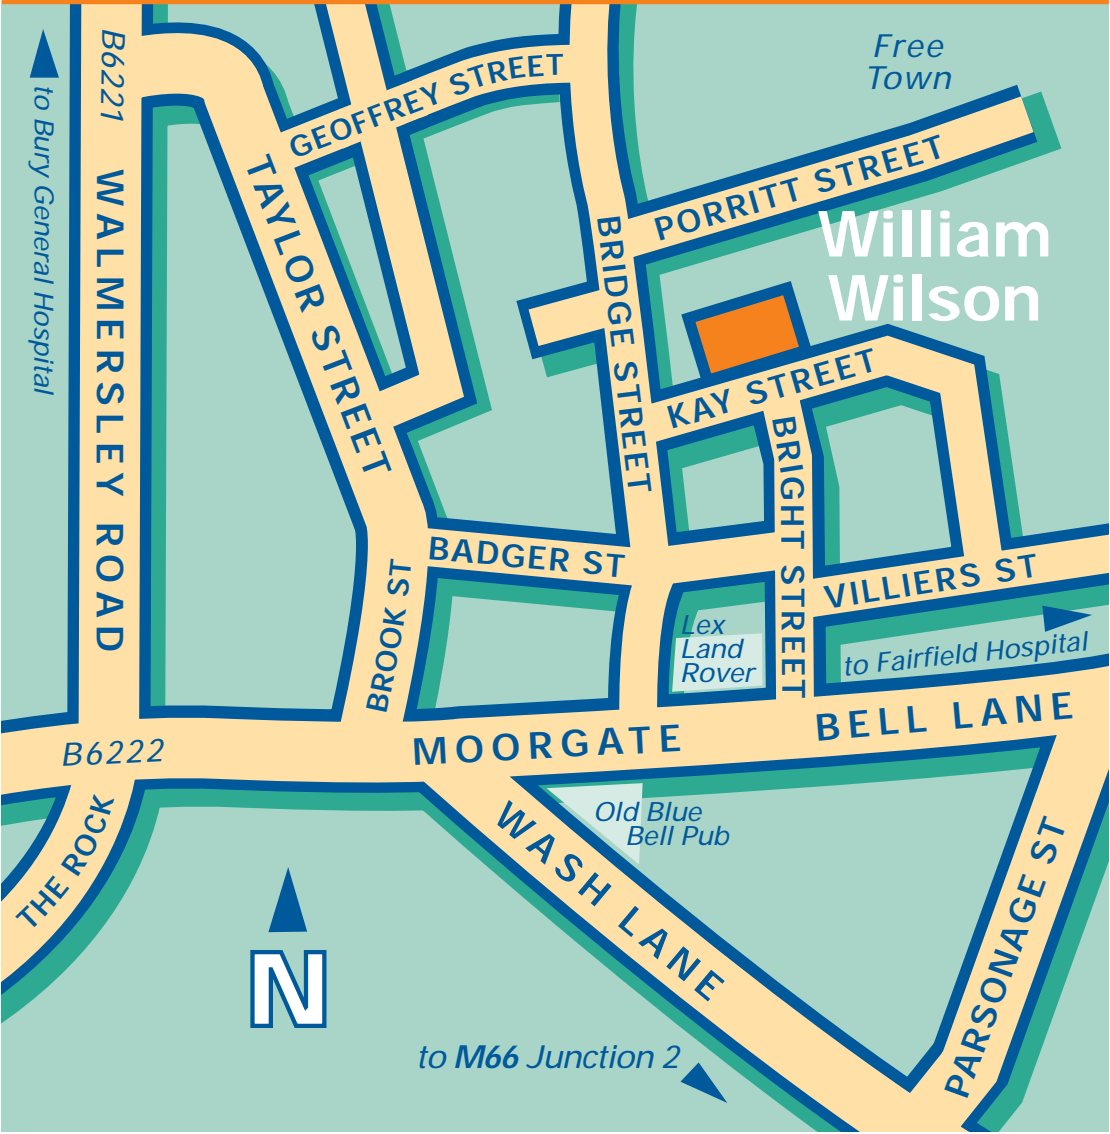 B6221
Free
Town
GEOFFREY STREET
to Bury General Hospital
WALMERSLEY ROAD
TAYLOR STREET
PORRITT STREET
William
Wilson
BRIDGE STREET
KAY STREET
BRIGHT STREET
BADGER ST
VILLIERS ST
BROOK ST
Lex
Land
Rover
to Fairfield Hospital
B6222
MOORGATE
BELL LANE
THE ROCK
Old Blue
Bell Pub
WASH LANE
PARSONAGE ST
N
to M66 Junction 2